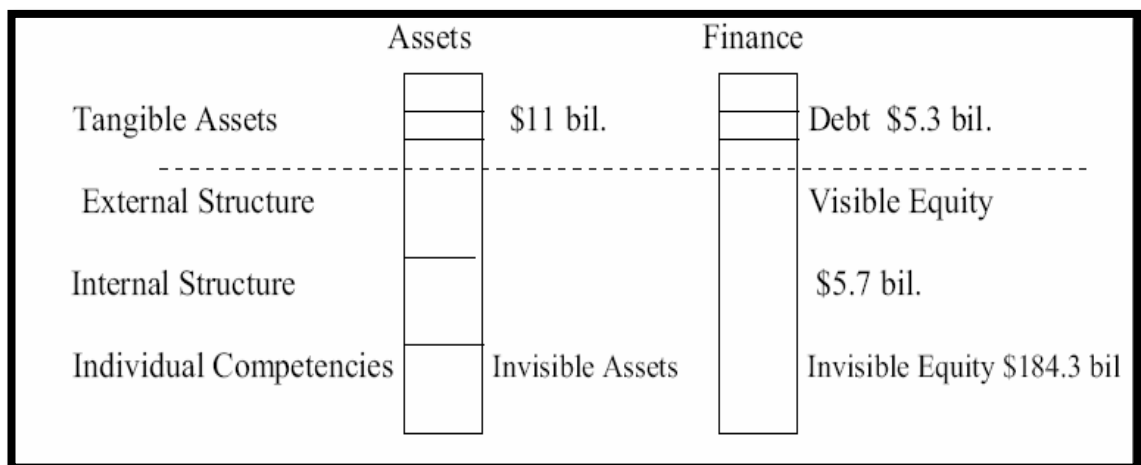 Assets Finance
Tangible Assets $11 bil. Debt $5.3 bil.
External Structure Visible Equity
Internal Structure $5.7 bil.
Individual Competencies Invisible Assets Invisible Equity $184.3 bil